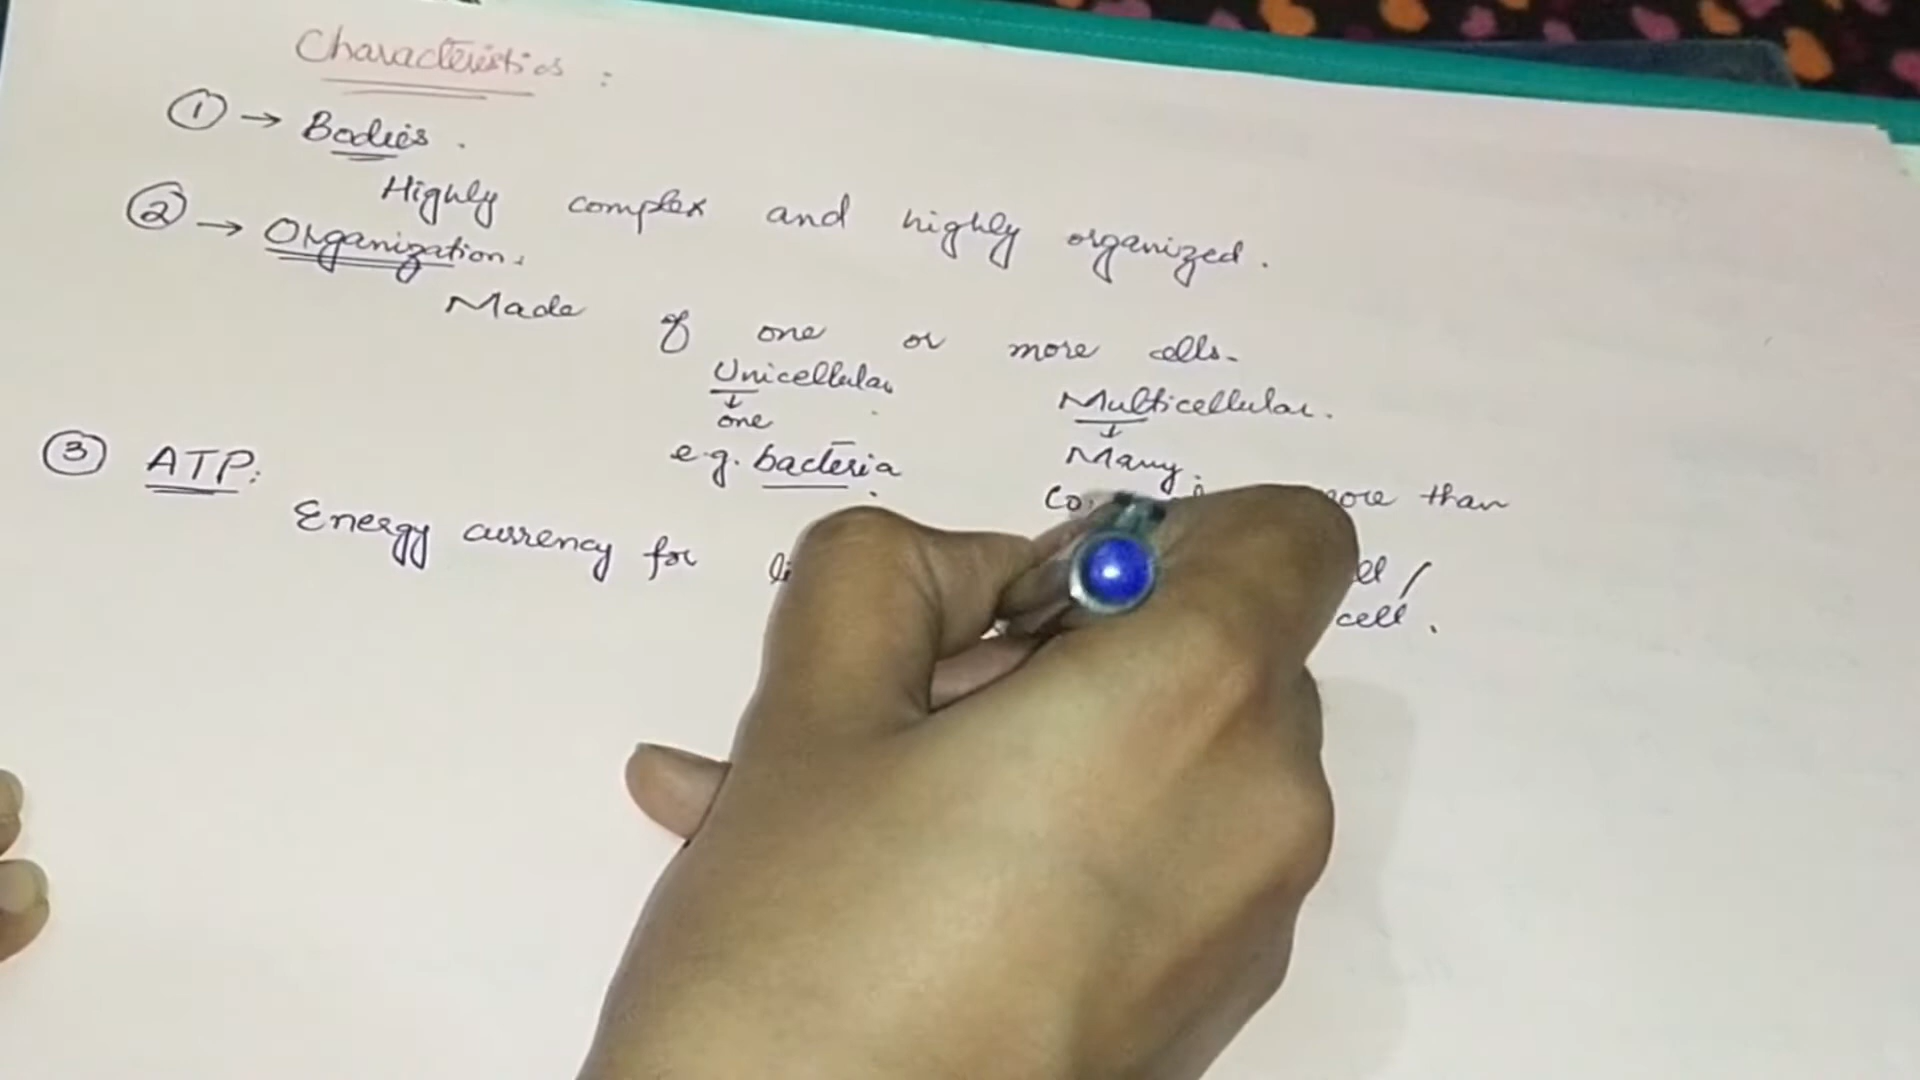 Characteristics :
① → Bodies.
Highly complex and highly organized.
② → Organization.
Made of one or more cells.
Unicellular
↓
one
e.g. bacteria.
Multicellular.
↓
Many.
more than
cell.
③ ATP:
Energy currency for